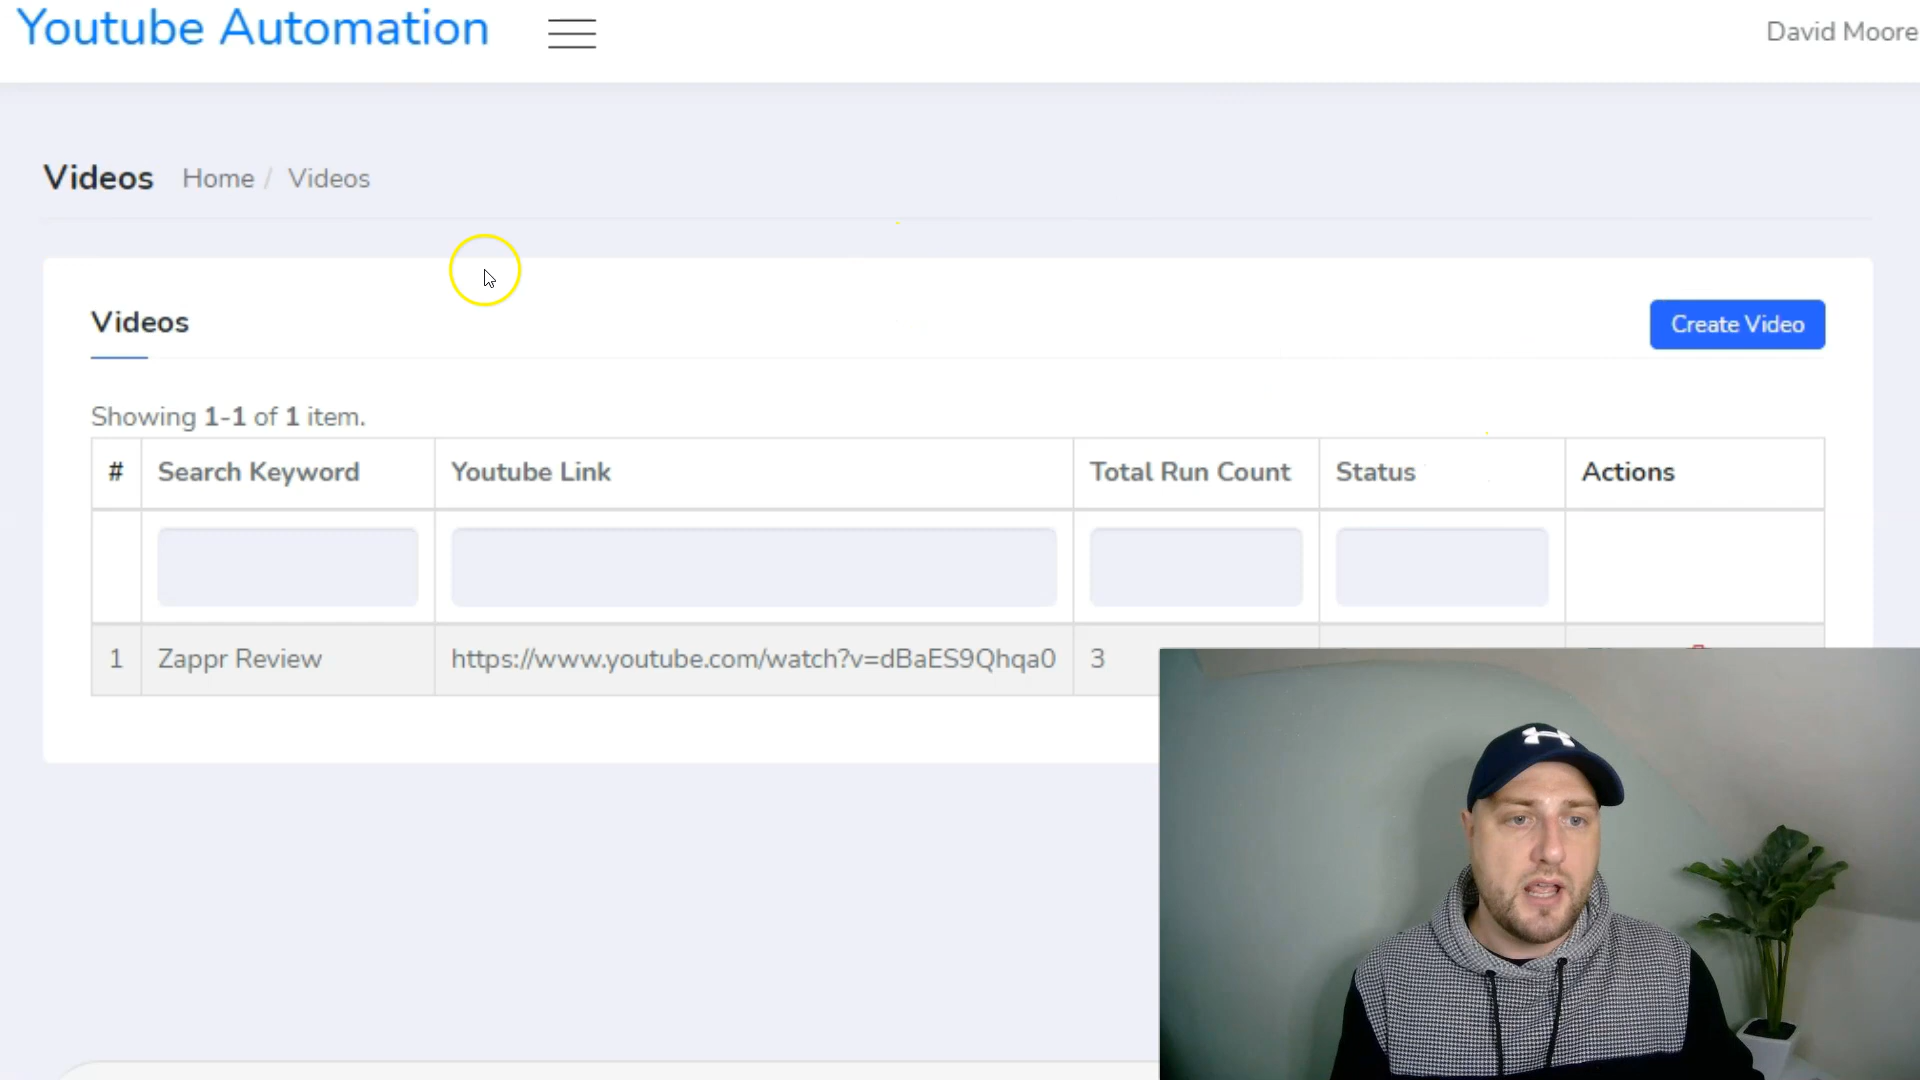 Youtube Automation
David Moore
Videos Home / Videos
Videos
Create Video
Showing 1-1 of 1 item.
# Search Keyword Youtube Link Total Run Count Status Actions
1 Zappr Review https://www.youtube.com/watch?v=dBaES9Qhqa0 3